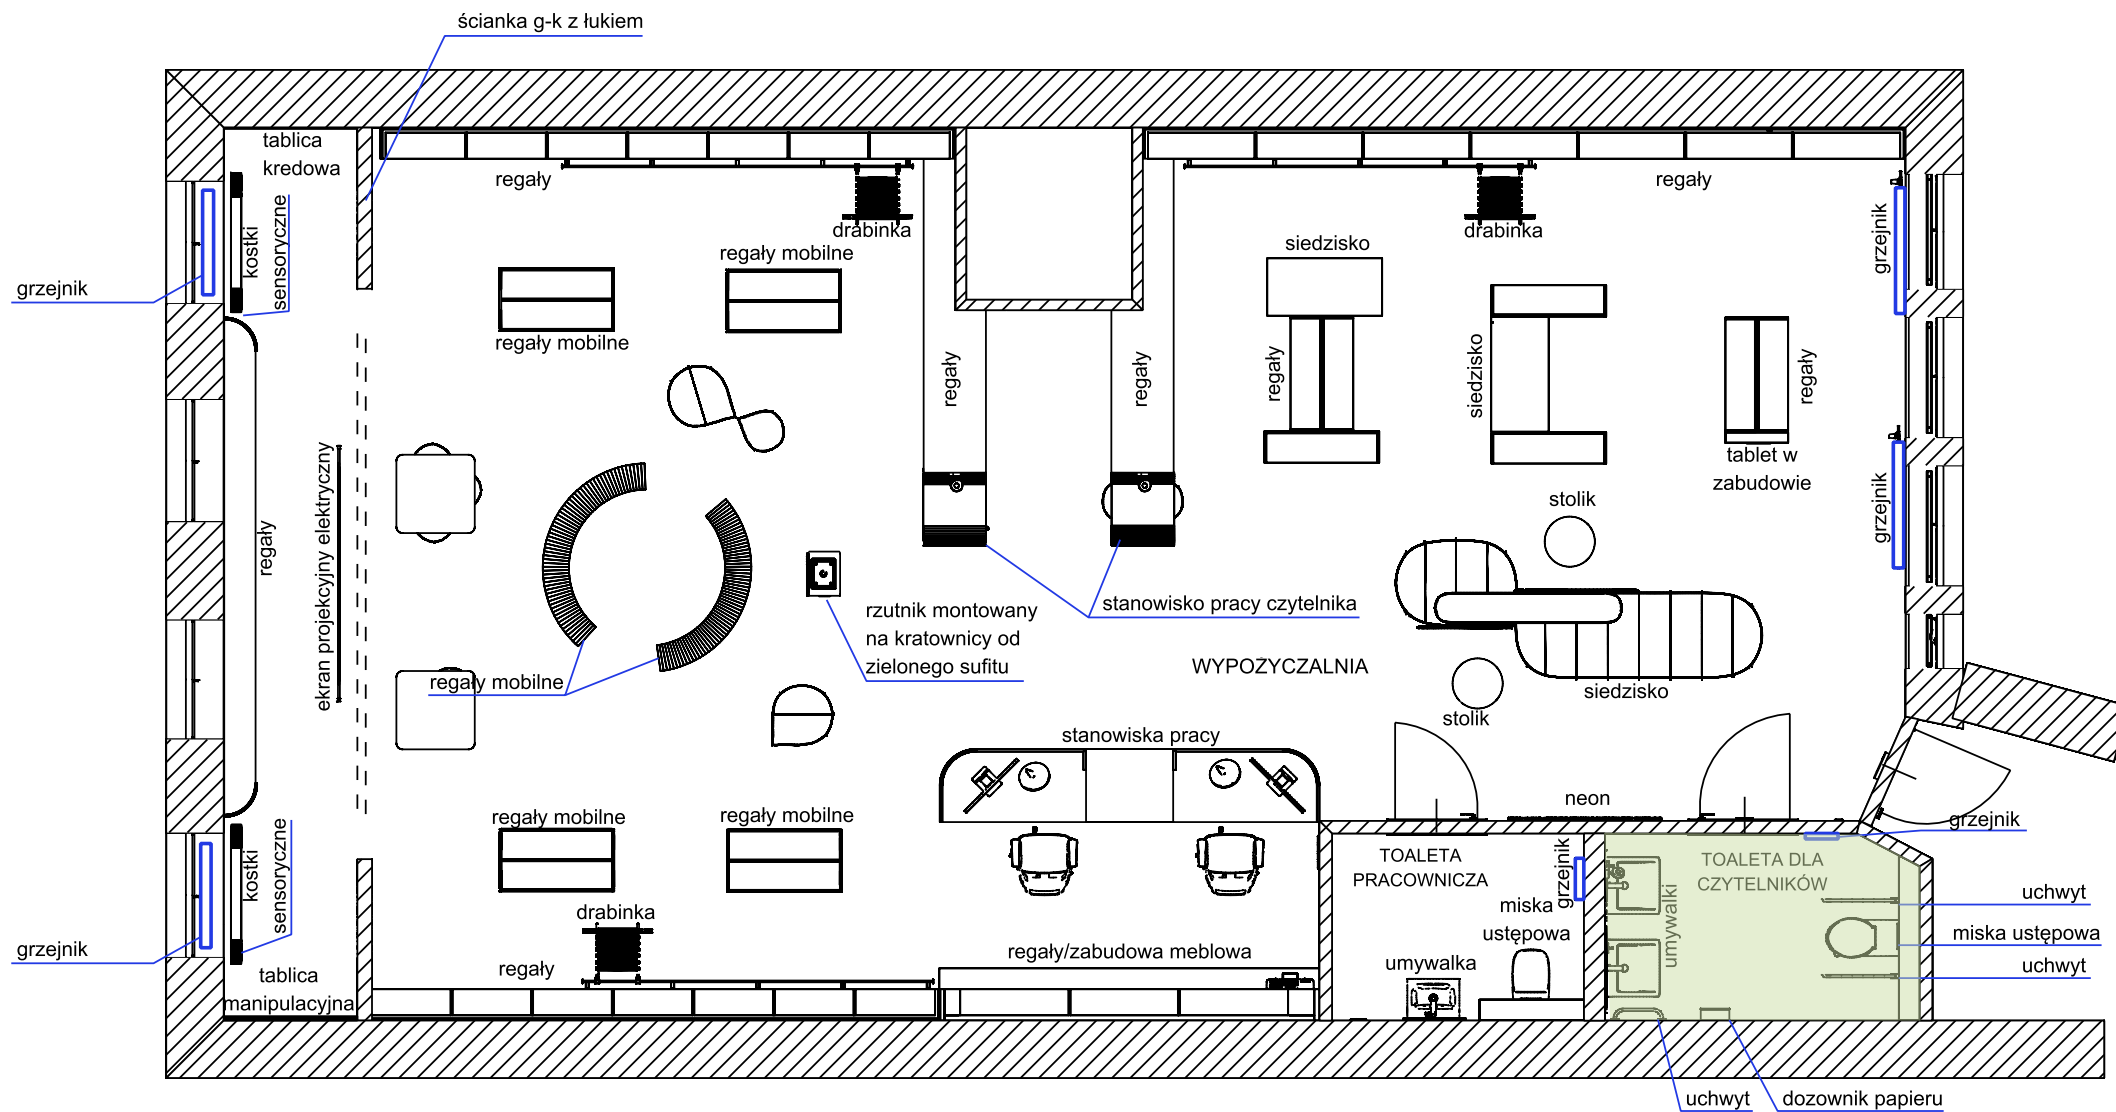 ścianka g-k z łukiem
tablica
kredowa
regały
drabinka
regały mobilne
regały mobilne
kostki
sensoryczne
grzejnik
regały
drabinka
siedzisko
grzejnik
regały
regały
regały
siedzisko
regały
tablet w
zabudowie
grzejnik
stolik
ekran projekcyjny elektryczny
regały
rzutnik montowany
na kratownicy od
zielonego sufitu
stanowisko pracy czytelnika
WYPOŻYCZALNIA
regały mobilne
siedzisko
stolik
stanowiska pracy
neon
regały mobilne
regały mobilne
kostki
sensoryczne
grzejnik
grzejnik
TOALETA
PRACOWNICZA
grzejnik
TOALETA DLA
CZYTELNIKÓW
umywalki
uchwyt
miska ustępowa
uchwyt
miska
ustępowa
umywalka
drabinka
regały
regały/zabudowa meblowa
tablica
manipulacyjna
uchwyt
dozownik papieru